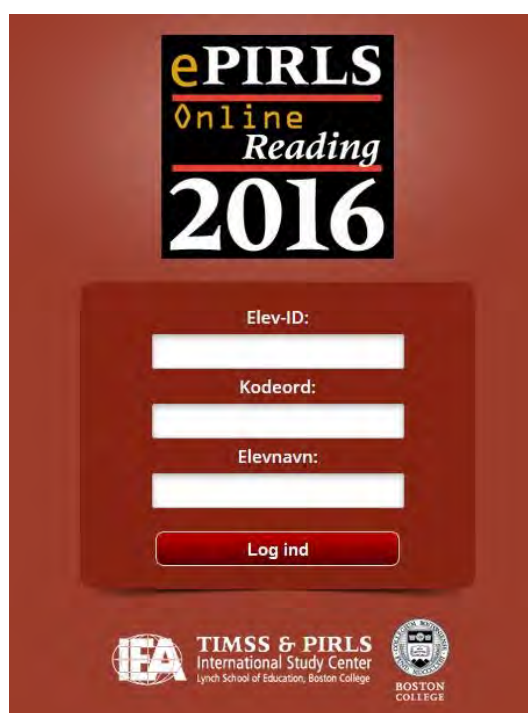 ePIRLS
Online
Reading
2016
Elev-ID:
Kodeord:
Elevnavn:
Log ind
IEA
TIMSS & PIRLS
International Study Center
Lynch School of Education, Boston College
BOSTON
COLLEGE